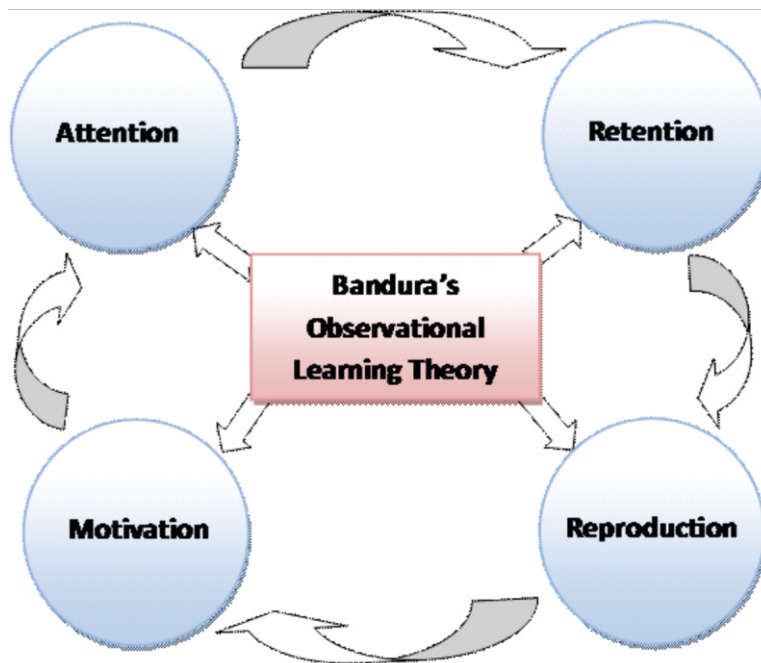 Attention
Retention
Bandura’s
Observational
Learning Theory
Motivation
Reproduction